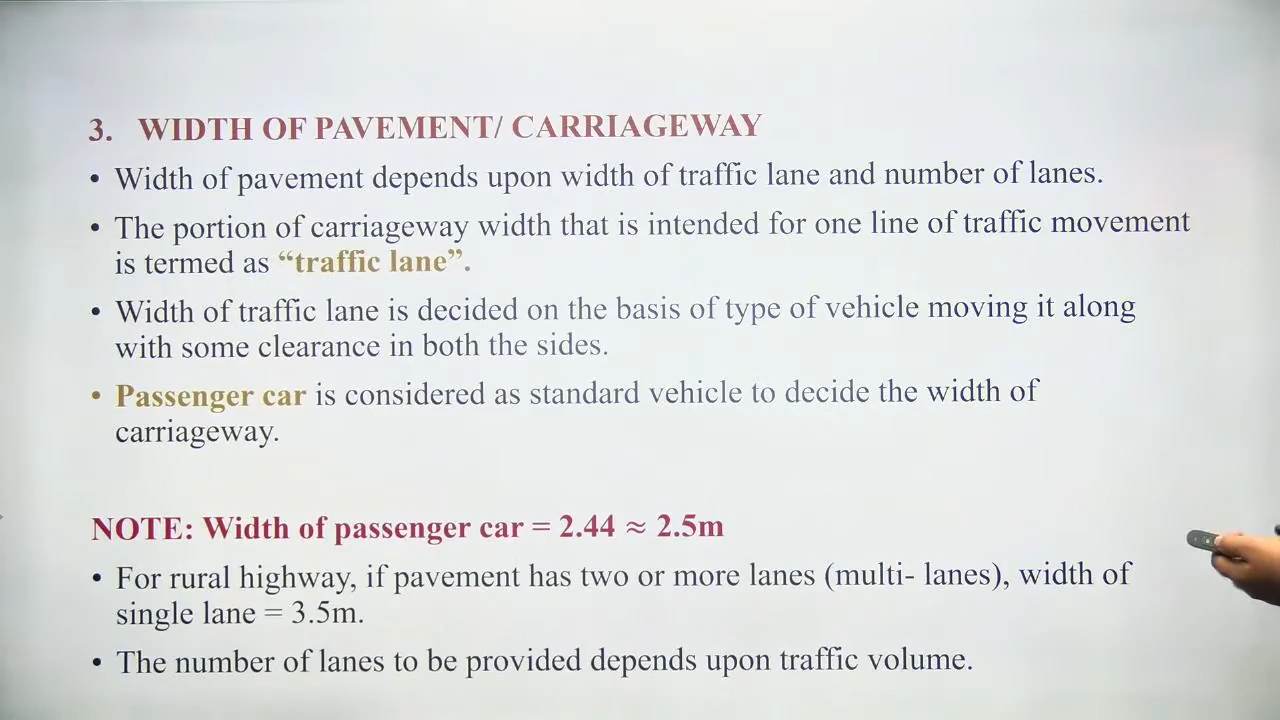 3. WIDTH OF PAVEMENT/ CARRIAGEWAY
• Width of pavement depends upon width of traffic lane and number of lanes.
• The portion of carriageway width that is intended for one line of traffic movement
is termed as “traffic lane”.
• Width of traffic lane is decided on the basis of type of vehicle moving it along
with some clearance in both the sides.
• Passenger car is considered as standard vehicle to decide the width of
carriageway.
NOTE: Width of passenger car = 2.44 ≈ 2.5m
• For rural highway, if pavement has two or more lanes (multi- lanes), width of
single lane = 3.5m.
• The number of lanes to be provided depends upon traffic volume.